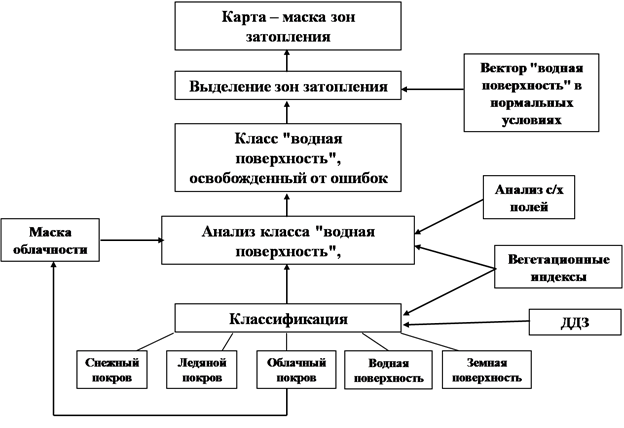 Карта – маска зон
затопления
Выделение зон затопления
Вектор "водная
поверхность" в
нормальных
условиях
Класс "водная
поверхность",
освобожденный от ошибок
Анализ с/х
полей
Маска
облачности
Анализ класса "водная
поверхность",
Вегетационные
индексы
Классификация
ДДЗ
Снежный
покров
Ледяной
покров
Облачный
покров
Водная
поверхность
Земная
поверхность